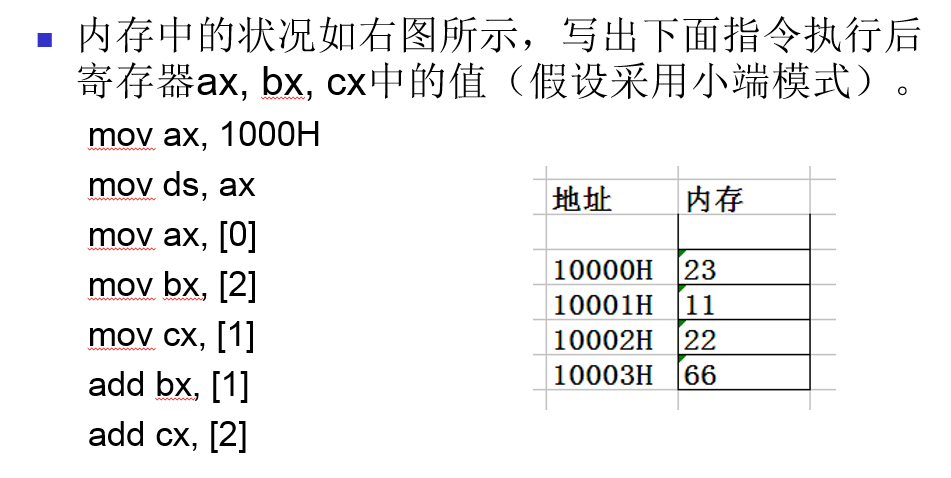 内存中的状况如右图所示，写出下面指令执行后
寄存器ax, bx, cx中的值（假设采用小端模式）。
mov ax, 1000H
mov ds, ax
mov ax, [0]
mov bx, [2]
mov cx, [1]
add bx, [1]
add cx, [2]
地址 内存
10000H 23
10001H 11
10002H 22
10003H 66